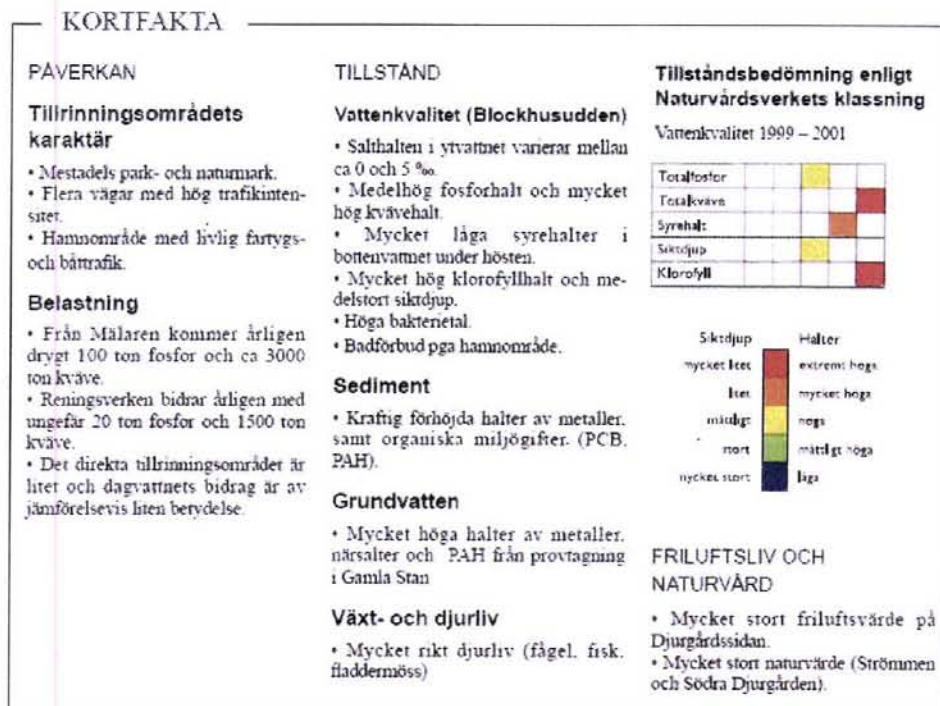 KORTFAKTA
PÅVERKAN
Tillrinningsområdets
karaktär
• Mestadels park- och naturmark.
• Flera vägar med hög trafikinten-
sitet.
• Hamnområde med livlig fartygs-
och båttrafik.
Belastning
• Från Mälaren kommer årligen
drygt 100 ton fosfor och ca 3000
ton kväve.
• Reningsverken bidrar årligen med
ungefär 20 ton fosfor och 1500 ton
kväve.
• Det direkta tillrinningsområdet är
litet och dagvattnets bidrag är av
jämförelsevis liten betydelse.
TILLSTÅND
Vattenkvalitet (Blockhusudden)
• Salthalten i ytvattnet varierar mellan
ca 0 och 5 ‰.
• Medelhög fosforhalt och mycket
hög kvävehalt.
• Mycket låga syrehalter i
bottenvattnet under hösten.
• Mycket hög klorofyllhalt och me-
delstort siktdjup.
• Höga bakterietal.
• Badförbud pga hamnområde.
Sediment
• Kraftig förhöjda halter av metaller.
samt organiska miljögifter. (PCB,
PAH).
Grundvatten
• Mycket höga halter av metaller,
närsalter och PAH från provtagning
i Gamla Stan
Växt- och djurliv
• Mycket rikt djurliv (fågel, fisk,
fladdermöss)
Tillståndsbedömning enligt
Naturvårdsverkets klassning
Vattenkvalitet 1999 – 2001
Totalfosfor
Totalkväve
Syrehalt
Siktdjup
Klorofyll
Siktdjup Halter
mycket litet extremt höga
litet mycket höga
måttligt höga
stort måttligt höga
mycket stort låga
FRILUFTSLIV OCH
NATURVÅRD
• Mycket stort friluftsvärde på
Djurgårdssidan.
• Mycket stort naturvärde (Strömmen
och Södra Djurgården).